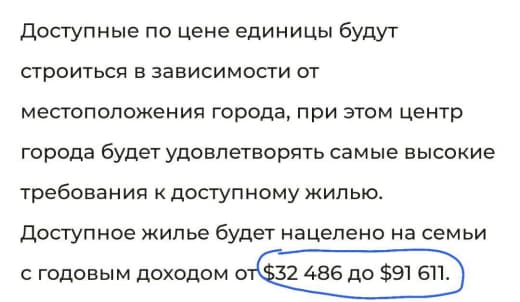 Доступные по цене единицы будут
строиться в зависимости от
местоположения города, при этом центр
города будет удовлетворять самые высокие
требования к доступному жилью.
Доступное жилье будет нацелено на семьи
с годовым доходом от $32 486 до $91 611.